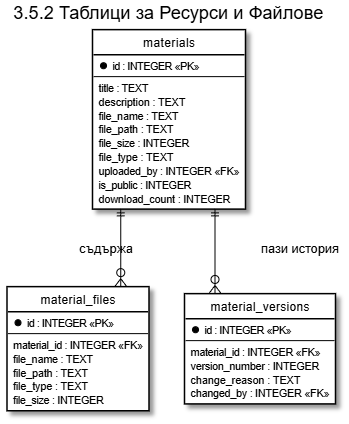 3.5.2 Таблици за Ресурси и Файлове
materials
id : INTEGER «PK»
title : TEXT
description : TEXT
file_name : TEXT
file_path : TEXT
file_size : INTEGER
file_type : TEXT
uploaded_by : INTEGER «FK»
is_public : INTEGER
download_count : INTEGER
съдържа
пази история
material_files
id : INTEGER «PK»
material_id : INTEGER «FK»
file_name : TEXT
file_path : TEXT
file_type : TEXT
file_size : INTEGER
material_versions
id : INTEGER «PK»
material_id : INTEGER «FK»
version_number : INTEGER
change_reason : TEXT
changed_by : INTEGER «FK»